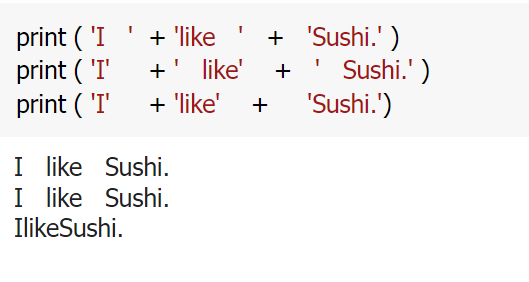 print ( 'I   ' + 'like   ' +  'Sushi.' )
print ( 'I'    + '   like'   +  '   Sushi.' )
print ( 'I'    + 'like'   +    'Sushi.')
I   like   Sushi.
I   like   Sushi.
IlikeSushi.